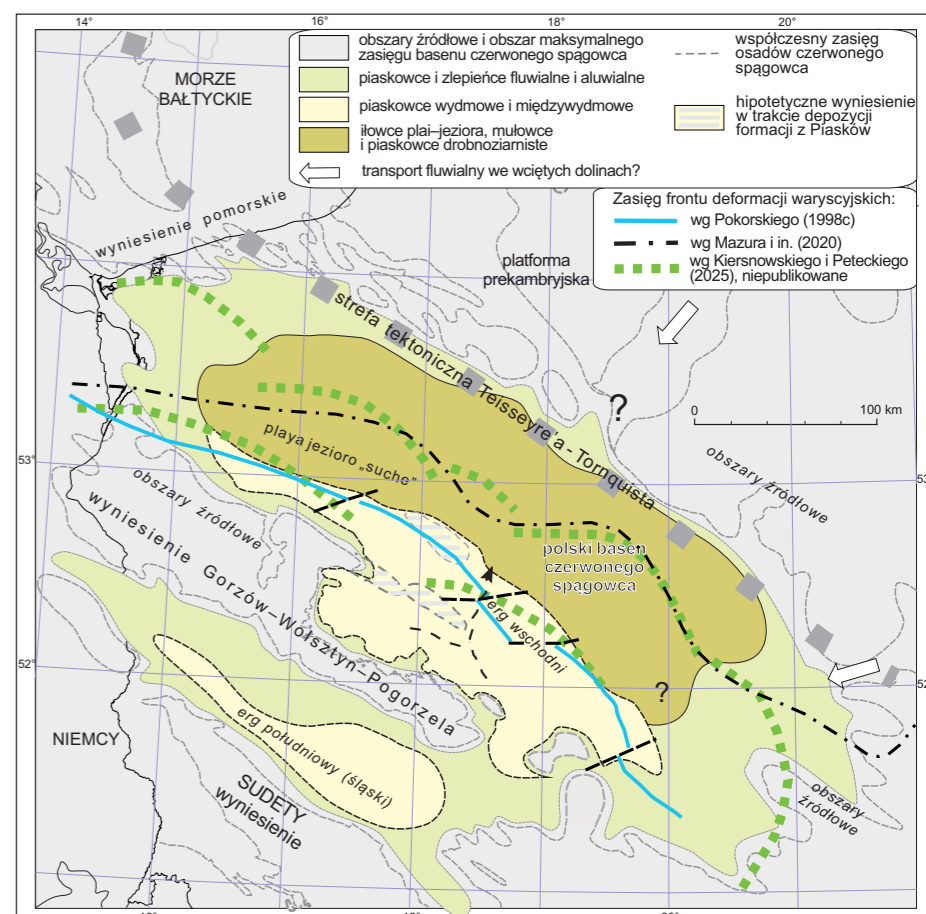 14°
16°
18°
20°
obszary źródłowe i obszar maksymalnego
zasięgu basenu czerwonego spągowca
piaskowce i zlepieńce fluwialne i aluwialne
piaskowce wydmowe i międzywydmowe
iłowce plai–jeziora, mułowce
i piaskowce drobnoziarniste
transport fluwialny we wciętych dolinach?
współczesny zasięg
osadów czerwonego
spągowca
hipotetyczne wyniesienie
w trakcie depozycji
formacji z Piasków
Zasięg frontu deformacji waryscyjskich:
wg Pokorskiego (1998c)
wg Mazura i in. (2020)
wg Kiersnowskiego i Peteckiego
(2025), niepublikowane
MORZE
BAŁTYCKIE
wyniesienie pomorskie
platforma
prekambryjska
strefa tektoniczna Teisseyre'a-Tornquista
?
0
100 km
playa jezioro „suche”
53°
53
obszary źródłowe
obszary źródłowe
wyniesienie Gorzów–Wolsztyn–Pogorzela
polski basen
czerwonego
spągowca
erg wschodni
52°
52
?
NIEMCY
erg południowy (śląski)
SUDETY
wyniesienie
obszary
źródłowe